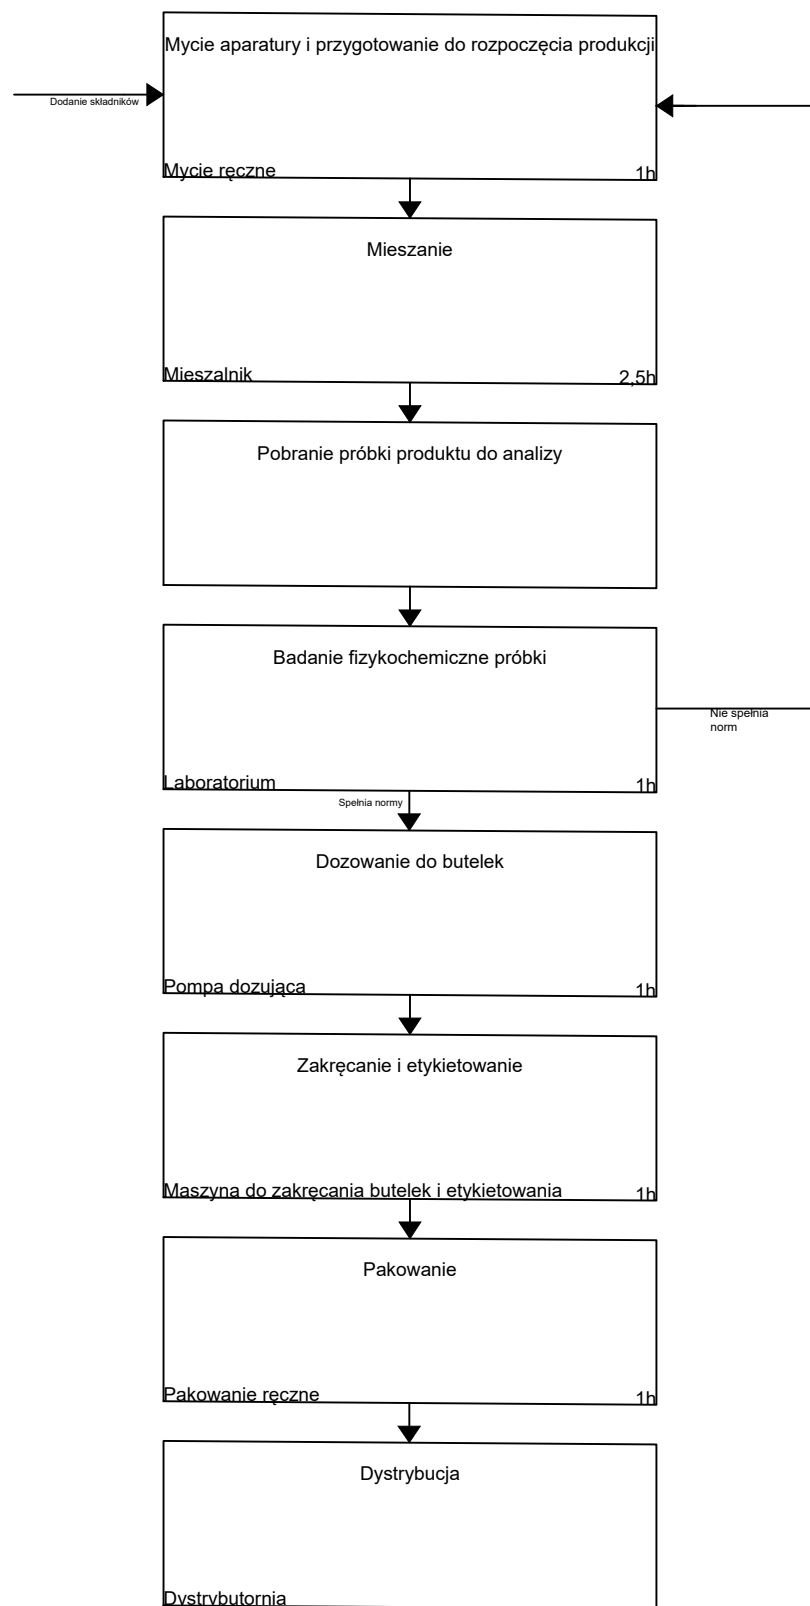 Mycie aparatury i przygotowanie do rozpoczęcia produkcji
Dodanie składników
Mycie ręczne 1h
Mieszanie
Mieszalnik 2,5h
Pobranie próbki produktu do analizy
Badanie fizykochemiczne próbki
Nie spełnia
norm
Laboratorium 1h
Spełnia normy
Dozowanie do butelek
Pompa dozująca 1h
Zakręcanie i etykietowanie
Maszyna do zakręcania butelek i etykietowania 1h
Pakowanie
Pakowanie ręczne 1h
Dystrybucja
Dystrybutornia